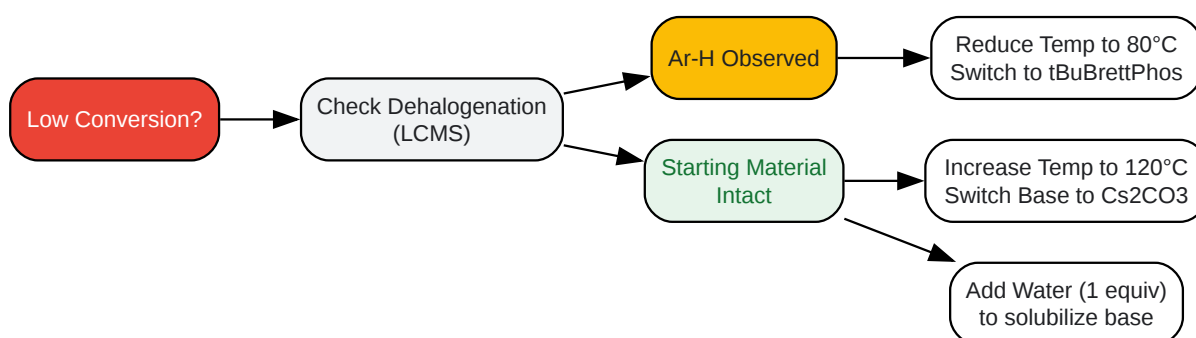 Low Conversion?
Check Dehalogenation
(LCMS)
Ar-H Observed
Reduce Temp to 80°C
Switch to tBuBrettPhos
Starting Material
Intact
Increase Temp to 120°C
Switch Base to Cs2CO3
Add Water (1 equiv)
to solubilize base